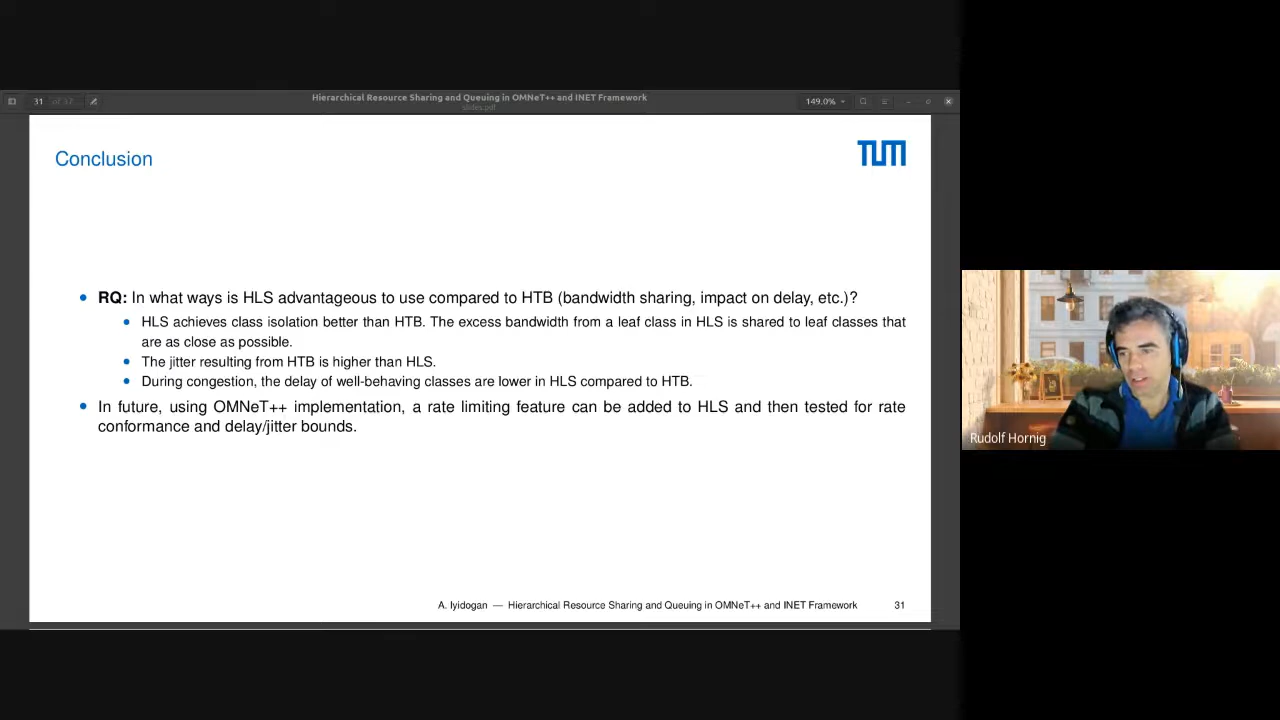 Hierarchical Resource Sharing and Queuing in OMNeT++ and INET Framework
slides.pdf
31 of 37
149.0%
Conclusion
TUM
RQ: In what ways is HLS advantageous to use compared to HTB (bandwidth sharing, impact on delay, etc.)?
HLS achieves class isolation better than HTB. The excess bandwidth from a leaf class in HLS is shared to leaf classes that
are as close as possible.
The jitter resulting from HTB is higher than HLS.
During congestion, the delay of well-behaving classes are lower in HLS compared to HTB.
In future, using OMNeT++ implementation, a rate limiting feature can be added to HLS and then tested for rate
conformance and delay/jitter bounds.
A. Iyidogan — Hierarchical Resource Sharing and Queuing in OMNeT++ and INET Framework 31
Rudolf Hornig